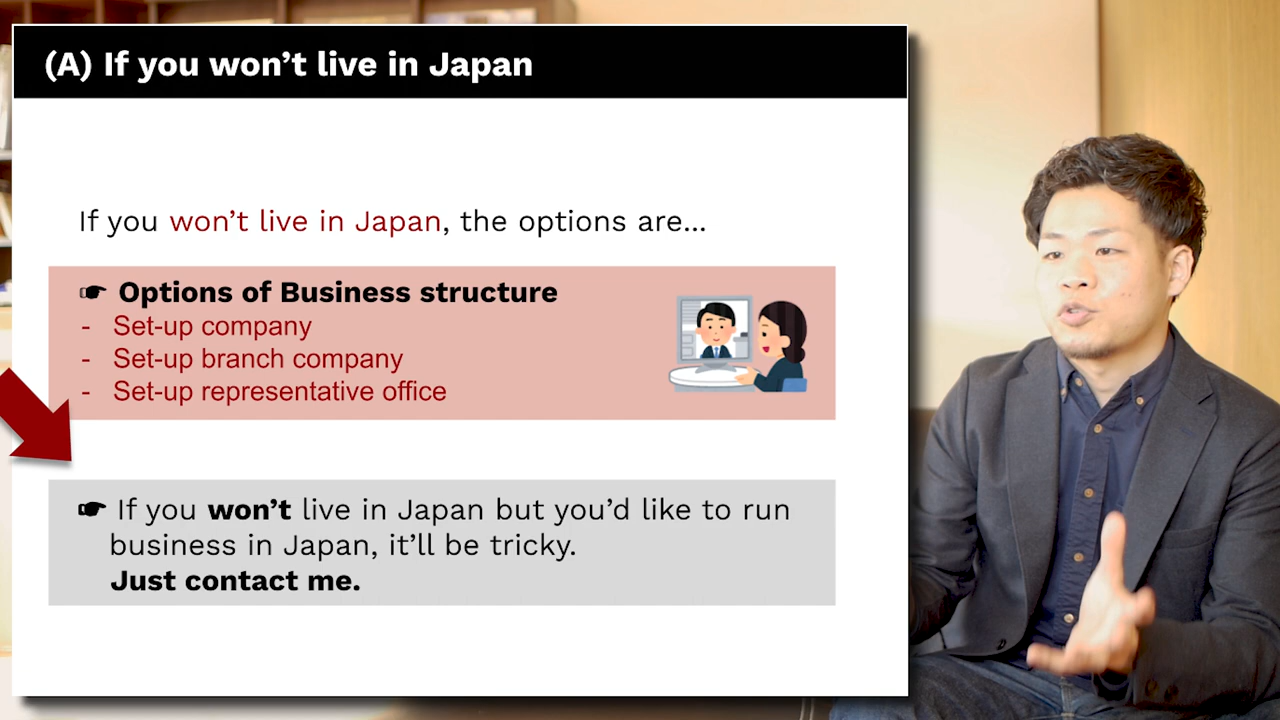 (A) If you won’t live in Japan
If you won’t live in Japan, the options are...
☛ Options of Business structure
- Set-up company
- Set-up branch company
- Set-up representative office
☛ If you won’t live in Japan but you’d like to run
business in Japan, it’ll be tricky.
Just contact me.